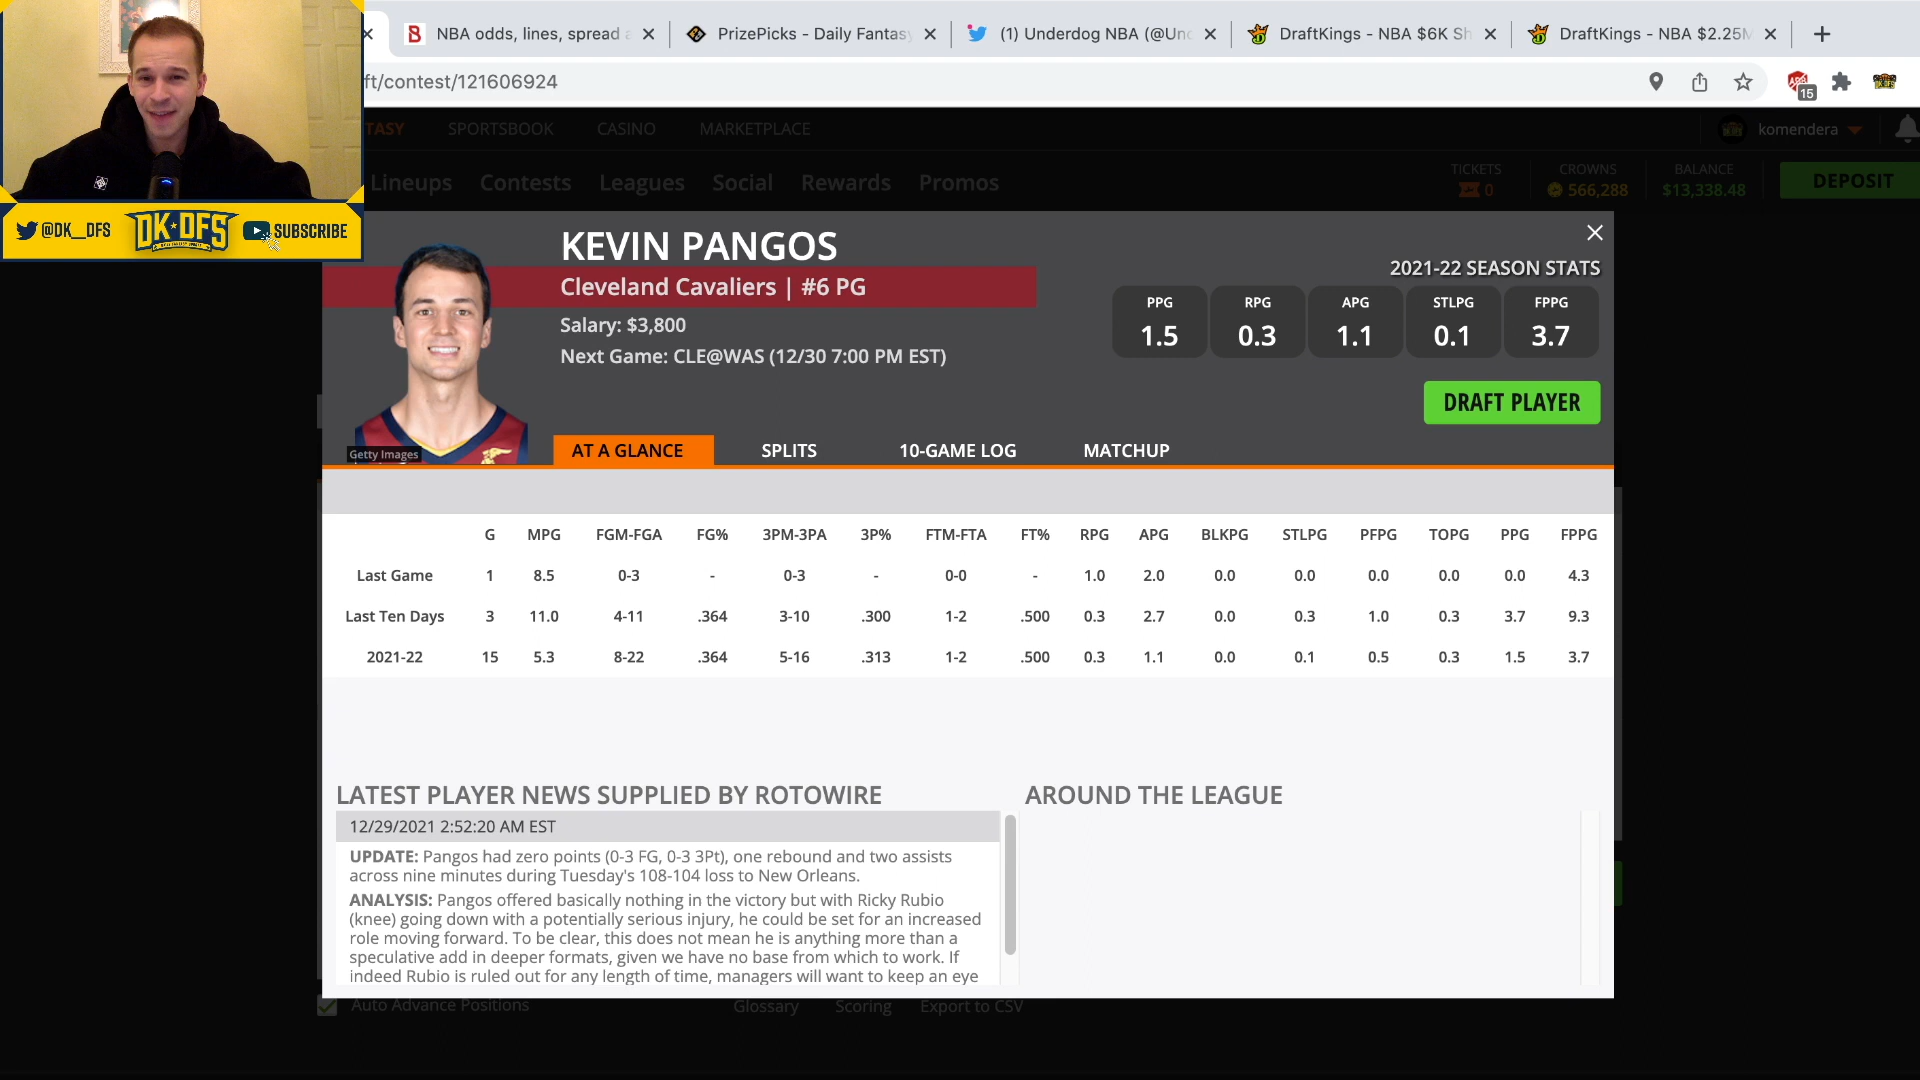 NBA odds, lines, spread
PrizePicks - Daily Fantasy
(1) Underdog NBA (@Und
DraftKings - NBA $6K Sh
DraftKings - NBA $2.25M
ft/contest/121606924
15
TASY
SPORTSBOOK
CASINO
MARKETPLACE
komendera
Lineups
Contests
Leagues
Social
Rewards
Promos
TICKETS
0
CROWNS
566,288
BALANCE
$13,338.48
DEPOSIT
@DK__DFS
DK DFS
SUBSCRIBE
KEVIN PANGOS
Cleveland Cavaliers | #6 PG
Salary: $3,800
Next Game: CLE@WAS (12/30 7:00 PM EST)
2021-22 SEASON STATS
PPG RPG APG STLPG FPPG
1.5 0.3 1.1 0.1 3.7
DRAFT PLAYER
Getty Images
AT A GLANCE
SPLITS
10-GAME LOG
MATCHUP
G MPG FGM-FGA FG% 3PM-3PA 3P% FTM-FTA FT% RPG APG BLKPG STLPG PFPG TOPG PPG FPPG
Last Game 1 8.5 0-3 - 0-3 - 0-0 - 1.0 2.0 0.0 0.0 0.0 0.0 0.0 4.3
Last Ten Days 3 11.0 4-11 .364 3-10 .300 1-2 .500 0.3 2.7 0.0 0.3 1.0 0.3 3.7 9.3
2021-22 15 5.3 8-22 .364 5-16 .313 1-2 .500 0.3 1.1 0.0 0.1 0.5 0.3 1.5 3.7
LATEST PLAYER NEWS SUPPLIED BY ROTOWIRE
AROUND THE LEAGUE
12/29/2021 2:52:20 AM EST
UPDATE: Pangos had zero points (0-3 FG, 0-3 3Pt), one rebound and two assists
across nine minutes during Tuesday's 108-104 loss to New Orleans.
ANALYSIS: Pangos offered basically nothing in the victory but with Ricky Rubio
(knee) going down with a potentially serious injury, he could be set for an increased
role moving forward. To be clear, this does not mean he is anything more than a
speculative add in deeper formats, given we have no base from which to work. If
indeed Rubio is ruled out for any length of time, managers will want to keep an eye
Auto Advance Positions
Glossary
Scoring
Export to CSV